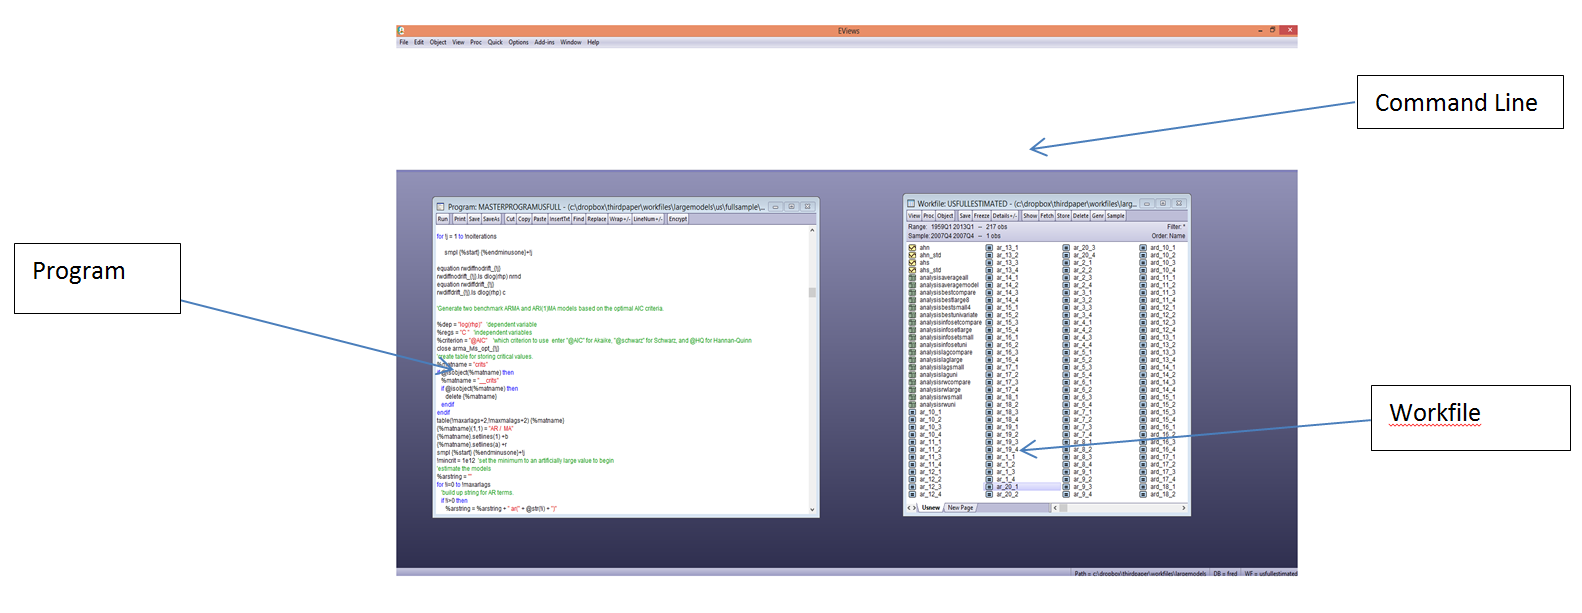 EViews
File Edit Object View Proc Quick Options Add-ins Window Help
Command Line
Program
Workfile
Program: MASTERPROGRAMUSFULL - (c:\dropbox\thirdpaper\workfiles\largemodels\us\fullsample\,...
Run Print Save SaveAs Cut Copy Paste InsertTxt Find Replace Wrap+/- LineNum+/- Encrypt
for !j = 1 to !noiterations
smpl {%start} {%endminusone}+!j
equation rwdiffnodrift_{!j}
rwdiffnodrift_{!j}.ls dlog(rhp) nrnd
equation rwdiffdrift_{!j}
rwdiffdrift_{!j}.ls dlog(rhp) c
'Generate two benchmark ARMA and ARI(1)MA models based on the optimal AIC criteria.
%dep = "log(rhp)" 'dependent variable
%regs = "C " 'independent variables
%criterion = "@AIC" 'which criterion to use enter "@AIC" for Akaike, "@schwarz" for Schwarz, and @HQ for Hannan-Quinn
close arma_lvls_opt_{!j}
'create table for storing critical values.
%matname = "crits"
if @isobject(%matname) then
%matname = "__crits"
if @isobject(%matname) then
delete {%matname}
endif
endif
table(!maxarlags+2,!maxmalags+2) {%matname}
{%matname}(1,1) = "AR / MA"
{%matname}.setlines(1) +b
{%matname}.setlines(a) +r
smpl {%start} {%endminusone}+!j
!mincrit = 1e12 'set the minimum to an artificially large value to begin
'estimate the models
%arstring = ""
for !i=0 to !maxarlags
'build up string for AR terms.
if !i>0 then
%arstring = %arstring + " ar(" + @str(!i) + ")"
Workfile: USFULLESTIMATED - (c:\dropbox\thirdpaper\workfiles\larg...
View Proc Object Save Freeze Details+/- Show Fetch Store Delete Genr Sample
Range: 1959Q1 2013Q1 -- 217 obs Filter: *
Sample: 2007Q4 2007Q4 -- 1 obs Order: Name
ahn
ahn_std
ahs
ahs_std
analysisaverageall
analysisaveragemodel
analysisbestcompare
analysisbestlarge8
analysisbestsmall4
analysisbestunivariate
analysisinfosetcompare
analysisinfosetlarge
analysisinfosetsmall
analysisinfosetuni
analysislagcompare
analysislaglarge
analysislagsmall
analysislaguni
analysisrwcompare
analysisrwlarge
analysisrwsmall
analysisrwuni
ar_10_1
ar_10_2
ar_10_3
ar_10_4
ar_11_1
ar_11_2
ar_11_3
ar_11_4
ar_12_1
ar_12_2
ar_12_3
ar_12_4
ar_13_1
ar_13_2
ar_13_3
ar_13_4
ar_14_1
ar_14_2
ar_14_3
ar_14_4
ar_15_1
ar_15_2
ar_15_3
ar_15_4
ar_16_1
ar_16_2
ar_16_3
ar_16_4
ar_17_1
ar_17_2
ar_17_3
ar_17_4
ar_18_1
ar_18_2
ar_18_3
ar_18_4
ar_19_1
ar_19_2
ar_19_3
ar_19_4
ar_1_1
ar_1_2
ar_1_3
ar_1_4
ar_20_1
ar_20_2
ar_20_3
ar_20_4
ar_2_1
ar_2_2
ar_2_3
ar_2_4
ar_3_1
ar_3_2
ar_3_3
ar_3_4
ar_4_1
ar_4_2
ar_4_3
ar_4_4
ar_5_1
ar_5_2
ar_5_3
ar_5_4
ar_6_1
ar_6_2
ar_6_3
ar_6_4
ar_7_1
ar_7_2
ar_7_3
ar_7_4
ar_8_1
ar_8_2
ar_8_3
ar_8_4
ar_9_1
ar_9_2
ar_9_3
ar_9_4
ard_10_1
ard_10_2
ard_10_3
ard_10_4
ard_11_1
ard_11_2
ard_11_3
ard_11_4
ard_12_1
ard_12_2
ard_12_3
ard_12_4
ard_13_1
ard_13_2
ard_13_3
ard_13_4
ard_14_1
ard_14_2
ard_14_3
ard_14_4
ard_15_1
ard_15_2
ard_15_3
ard_15_4
ard_16_1
ard_16_2
ard_16_3
ard_16_4
ard_17_1
ard_17_2
ard_17_3
ard_17_4
ard_18_1
ard_18_2
Usnew New Page
Path = c:\dropbox\thirdpaper\workfiles\largemodels DB = fred WF = usfullestimated